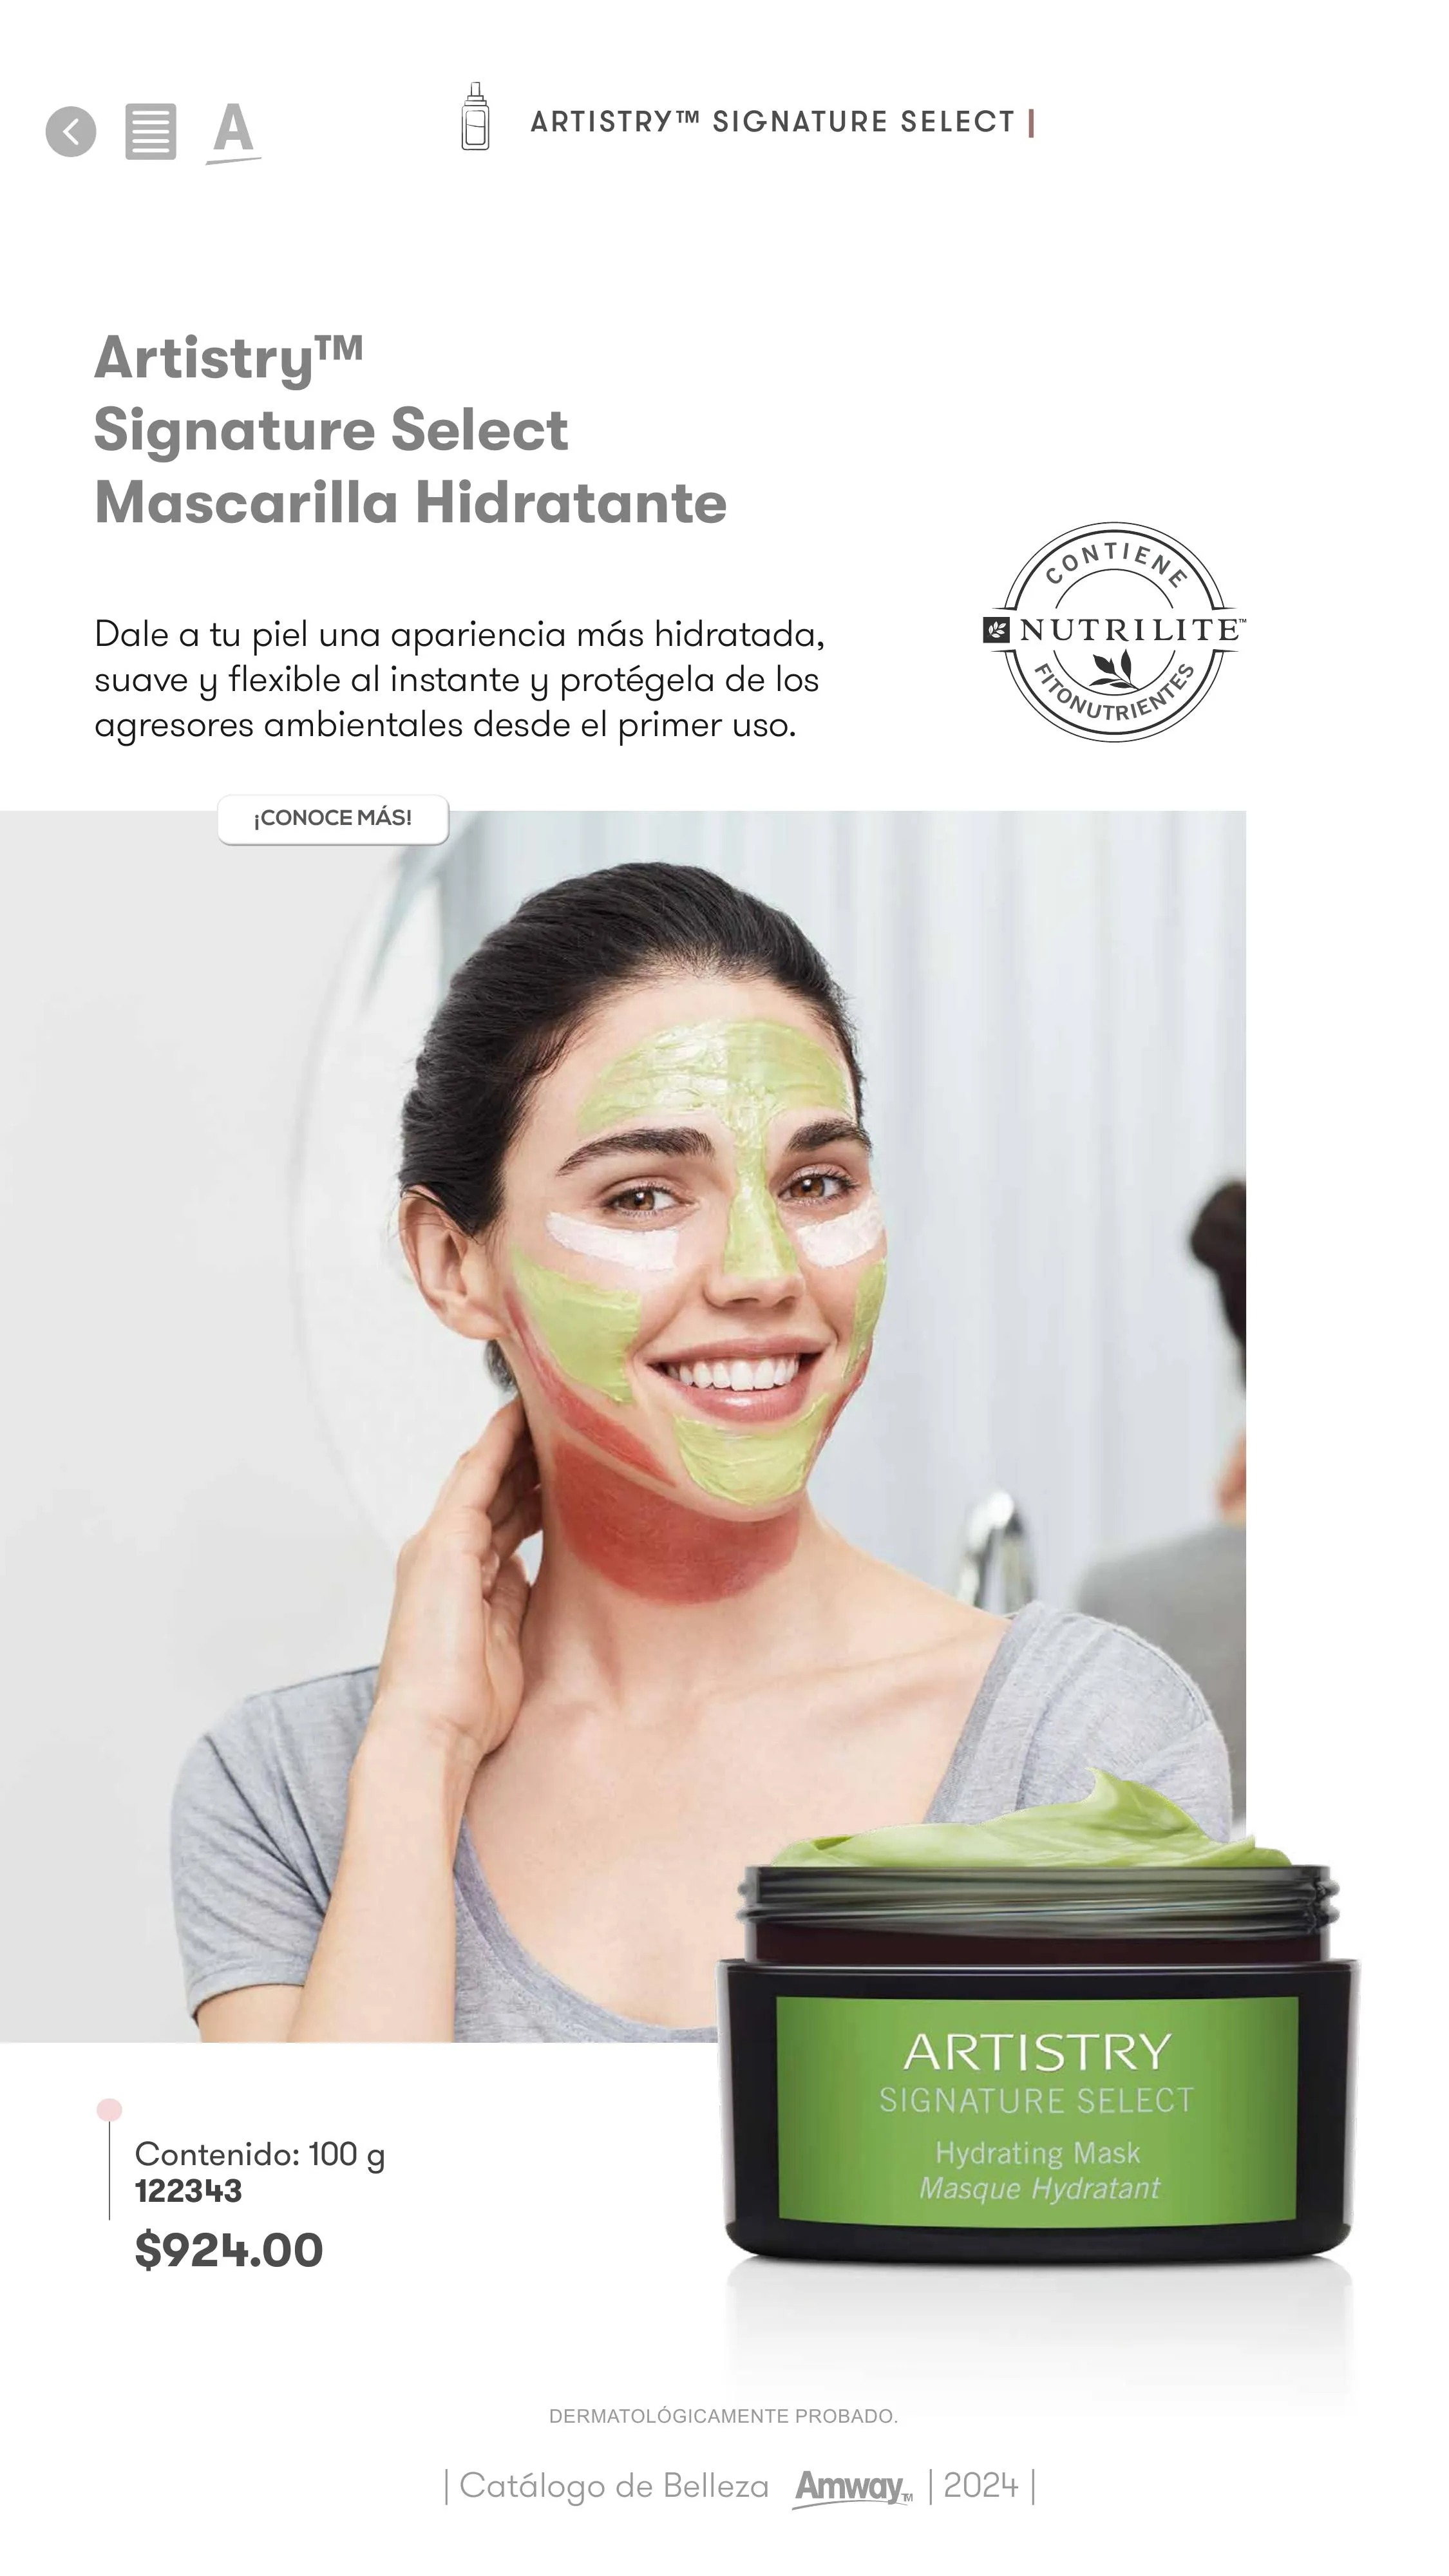 A
ARTISTRY™ SIGNATURE SELECT |
Artistry™
Signature Select
Mascarilla Hidratante
CONTIENE
NUTRILITE™
FITONUTRIENTES
Dale a tu piel una apariencia más hidratada,
suave y flexible al instante y protégela de los
agresores ambientales desde el primer uso.
¡CONOCE MÁS!
ARTISTRY
SIGNATURE SELECT
Hydrating Mask
Masque Hydratant
Contenido: 100 g
122343
$924.00
DERMATOLÓGICAMENTE PROBADO.
| Catálogo de Belleza Amway™ | 2024 |